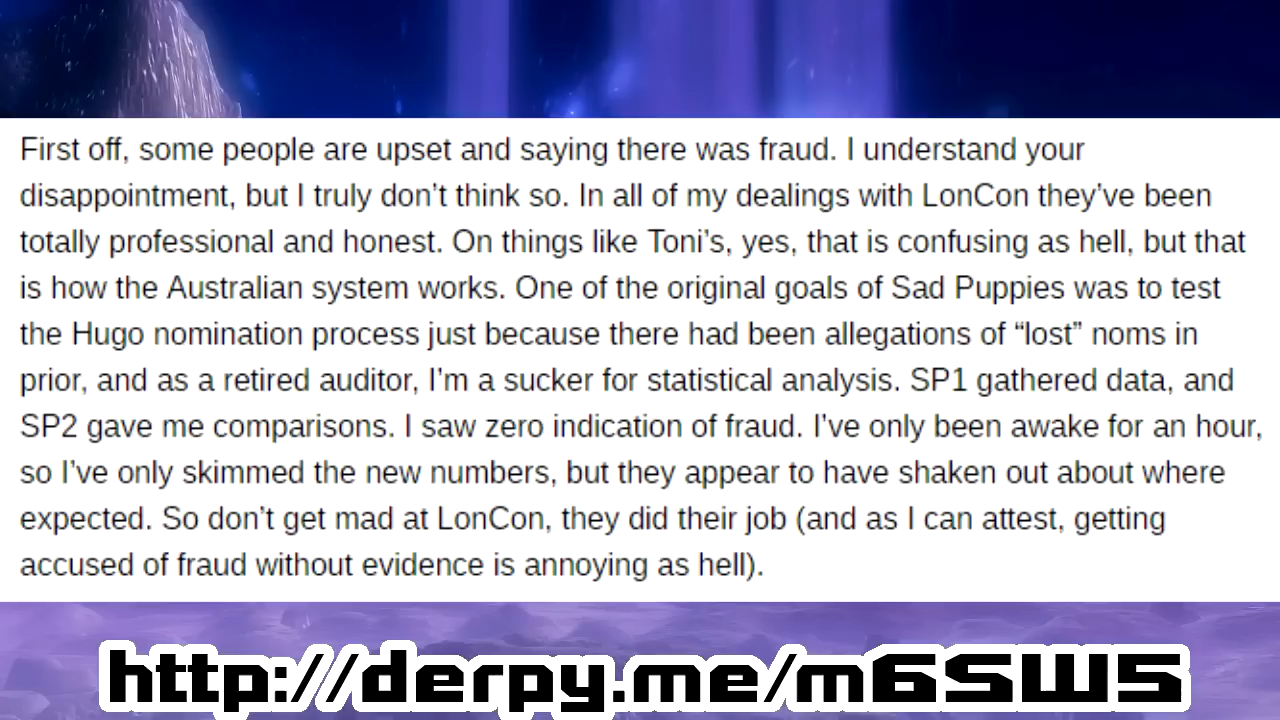 First off, some people are upset and saying there was fraud. I understand your
disappointment, but I truly don’t think so. In all of my dealings with LonCon they’ve been
totally professional and honest. On things like Toni’s, yes, that is confusing as hell, but that
is how the Australian system works. One of the original goals of Sad Puppies was to test
the Hugo nomination process just because there had been allegations of “lost” noms in
prior, and as a retired auditor, I’m a sucker for statistical analysis. SP1 gathered data, and
SP2 gave me comparisons. I saw zero indication of fraud. I’ve only been awake for an hour,
so I’ve only skimmed the new numbers, but they appear to have shaken out about where
expected. So don’t get mad at LonCon, they did their job (and as I can attest, getting
accused of fraud without evidence is annoying as hell).
http://derpy.me/m6SW5